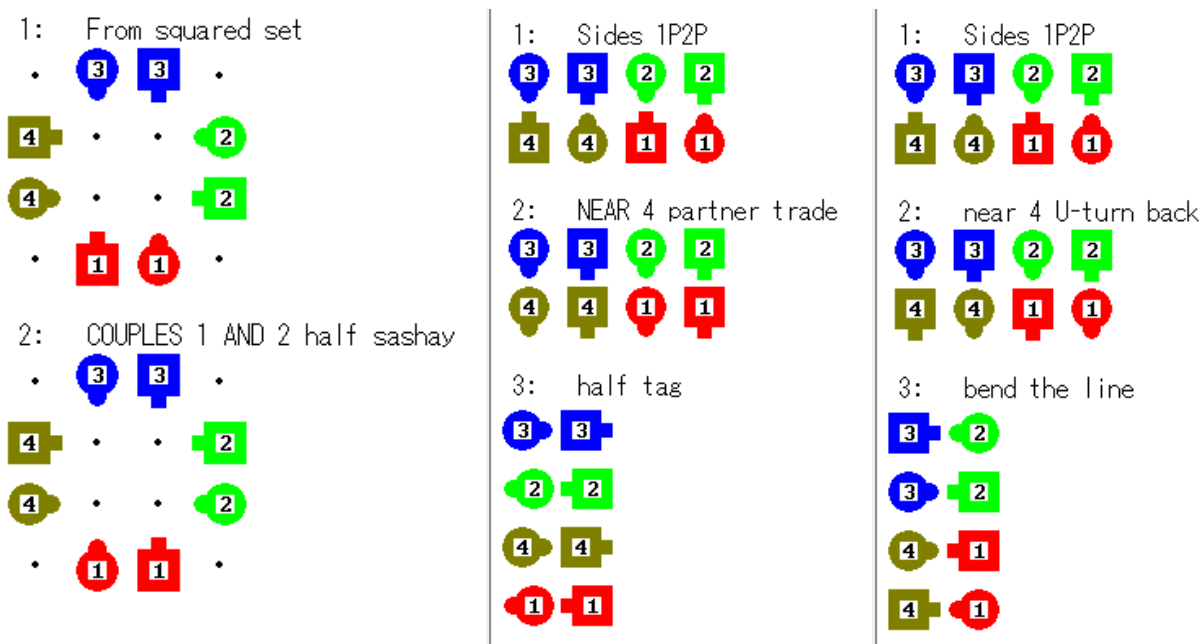 1: From squared set
3 3
4 2
4 2
1 1
2: COUPLES 1 AND 2 half sashay
3 3
4 2
4 2
1 1
1: Sides 1P2P
3 3 2 2
4 4 1 1
2: NEAR 4 partner trade
3 3 2 2
4 4 1 1
3: half tag
3 3
2 2
4 4
1 1
1: Sides 1P2P
3 3 2 2
4 4 1 1
2: near 4 U-turn back
3 3 2 2
4 4 1 1
3: bend the line
3 2
3 2
4 1
4 1